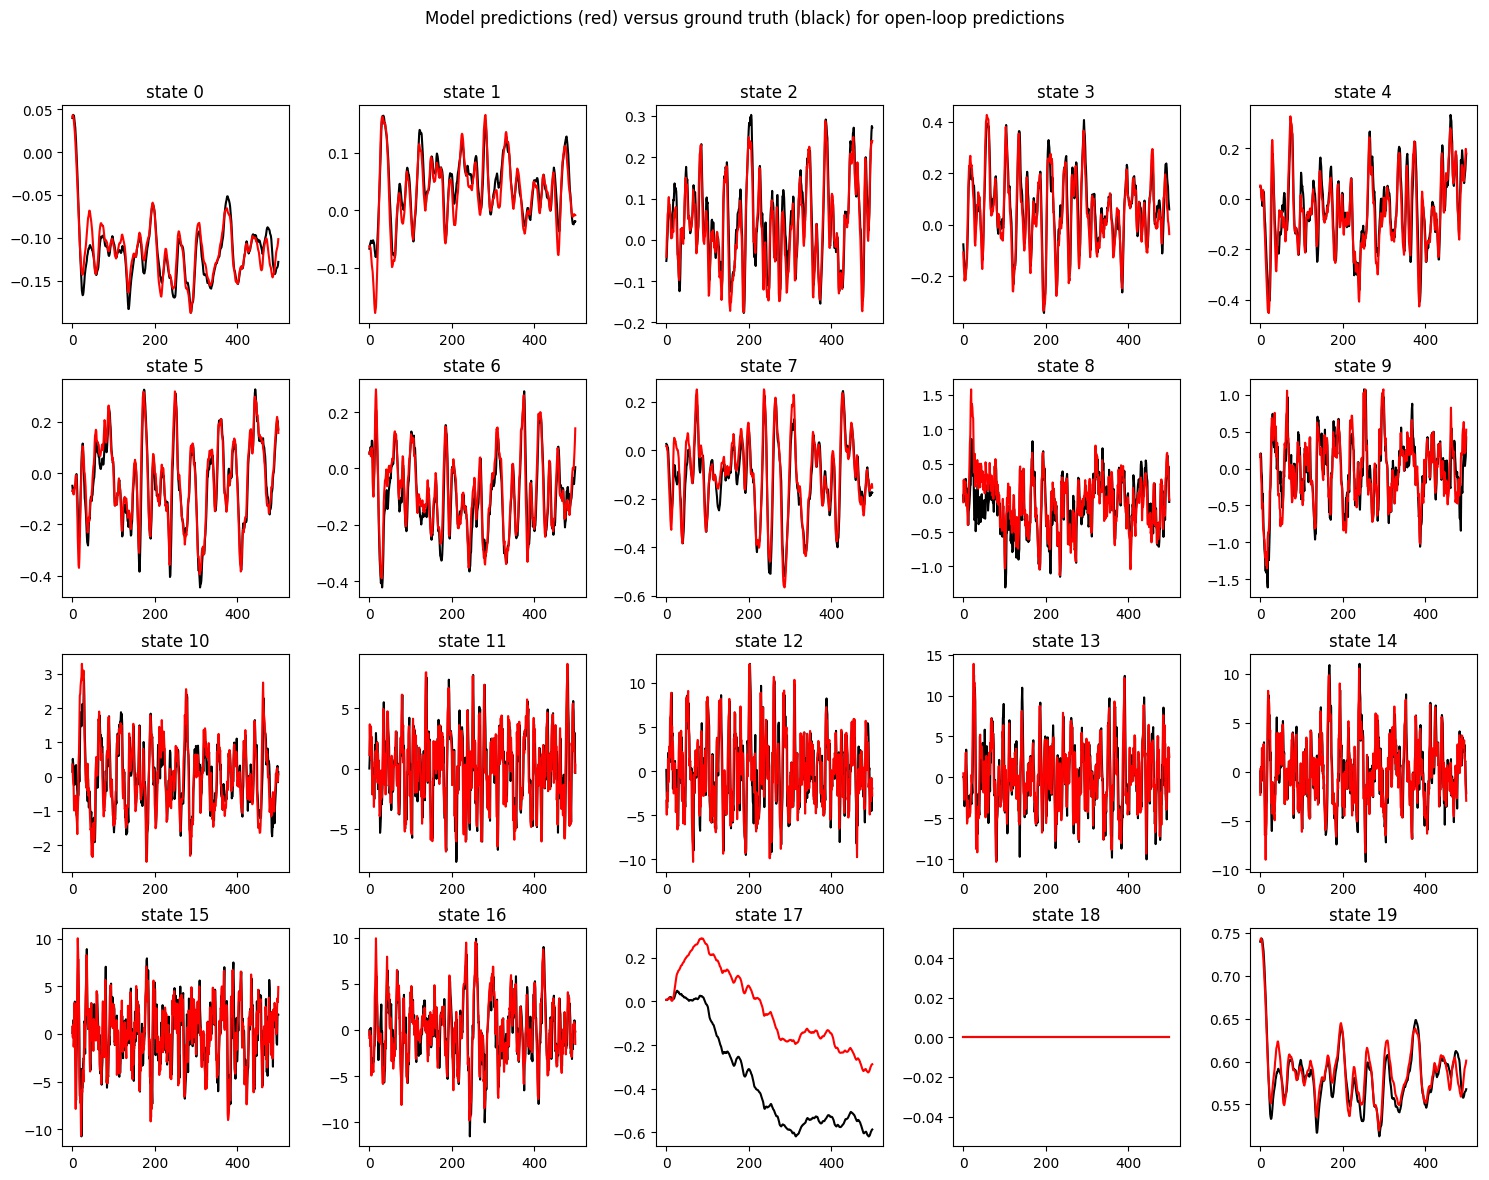 Model predictions (red) versus ground truth (black) for open-loop predictions
state 0 state 1 state 2 state 3 state 4
0.05 0.00 −0.05 −0.10 −0.15 0 200 400
0.1 0.0 −0.1 0 200 400
0.3 0.2 0.1 0.0 −0.1 −0.2 0 200 400
0.4 0.2 0.0 −0.2 0 200 400
0.2 0.0 −0.2 −0.4 0 200 400
state 5 state 6 state 7 state 8 state 9
0.2 0.0 −0.2 −0.4 0 200 400
0.2 0.0 −0.2 −0.4 0 200 400
0.2 0.0 −0.2 −0.4 −0.6 0 200 400
1.5 1.0 0.5 0.0 −0.5 −1.0 0 200 400
1.0 0.5 0.0 −0.5 −1.0 −1.5 0 200 400
state 10 state 11 state 12 state 13 state 14
3 2 1 0 −1 −2 0 200 400
5 0 −5 0 200 400
10 5 0 −5 −10 0 200 400
15 10 5 0 −5 −10 0 200 400
10 5 0 −5 −10 0 200 400
state 15 state 16 state 17 state 18 state 19
10 5 0 −5 −10 0 200 400
10 5 0 −5 −10 0 200 400
0.2 0.0 −0.2 −0.4 −0.6 0 200 400
0.04 0.02 0.00 −0.02 −0.04 0 200 400
0.75 0.70 0.65 0.60 0.55 0 200 400